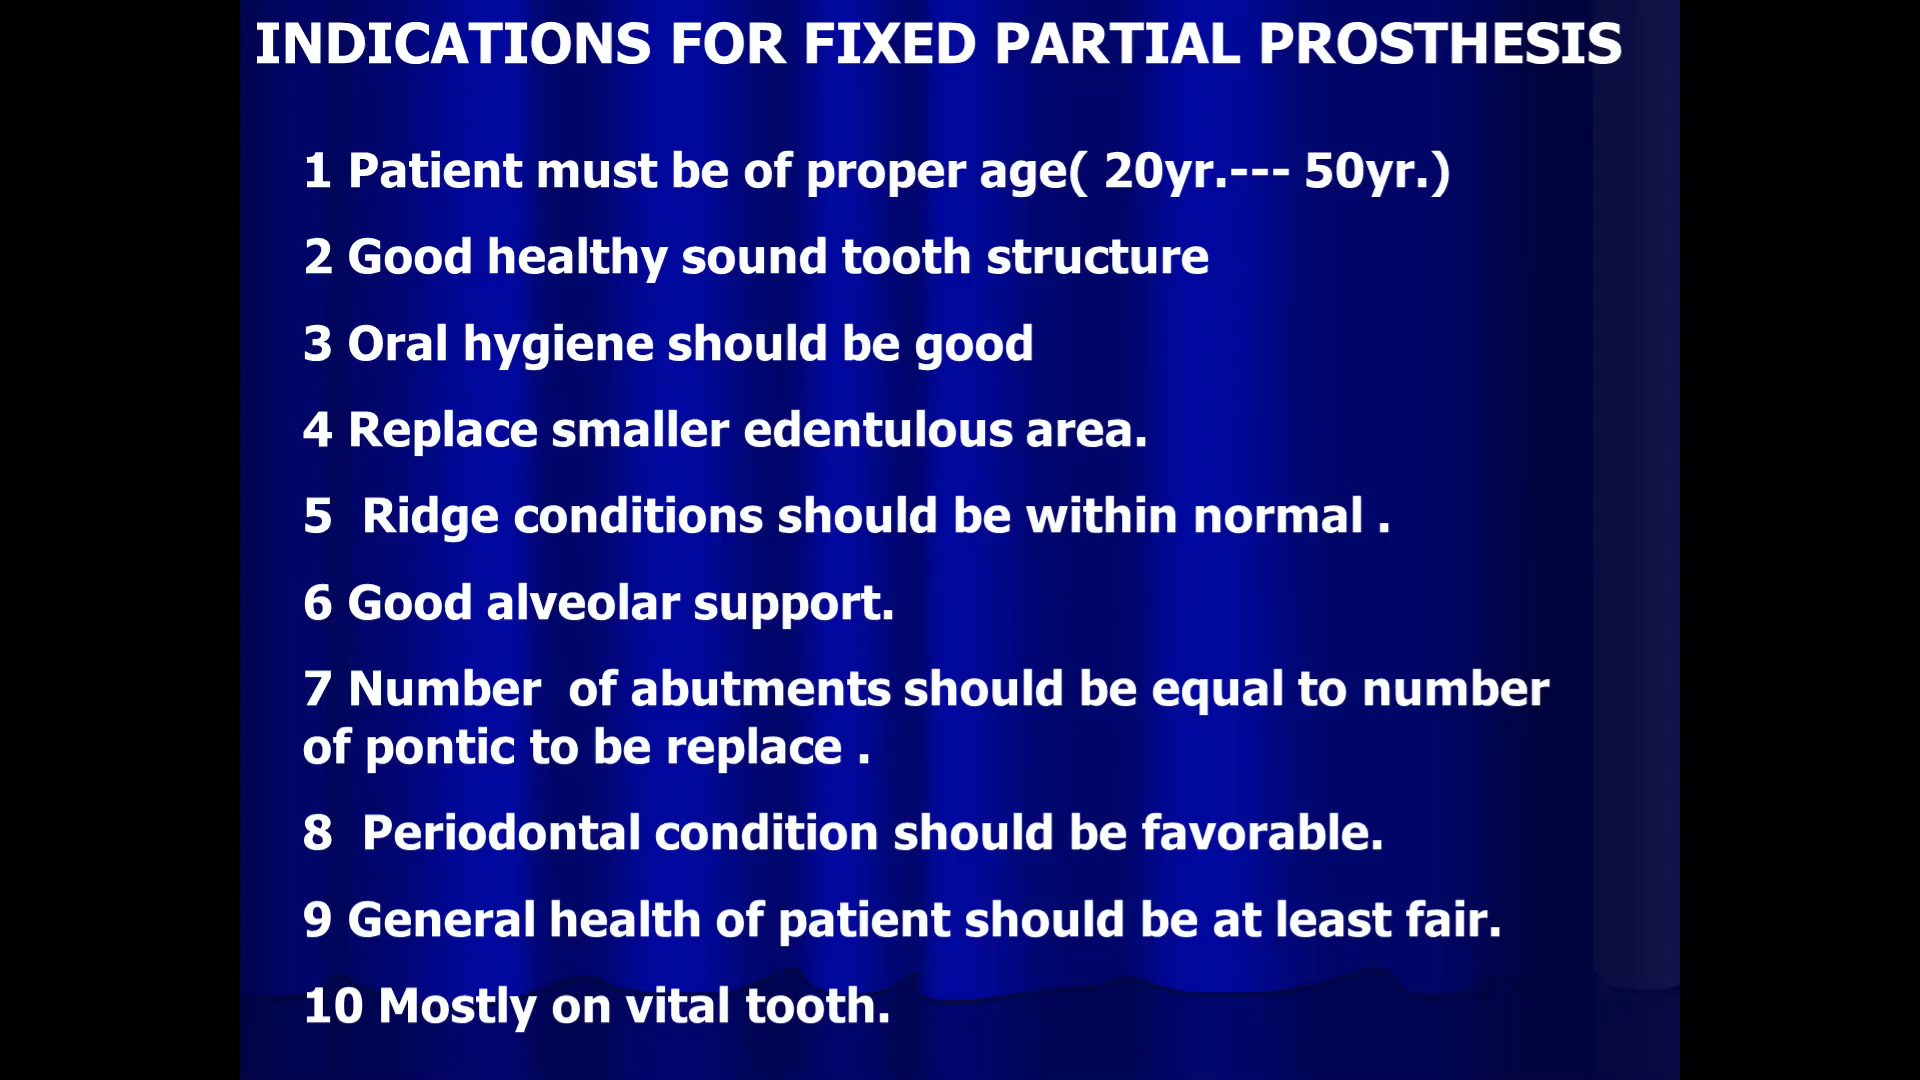 INDICATIONS FOR FIXED PARTIAL PROSTHESIS
1 Patient must be of proper age( 20yr.--- 50yr.)
2 Good healthy sound tooth structure
3 Oral hygiene should be good
4 Replace smaller edentulous area.
5  Ridge conditions should be within normal .
6 Good alveolar support.
7 Number  of abutments should be equal to number
of pontic to be replace .
8  Periodontal condition should be favorable.
9 General health of patient should be at least fair.
10 Mostly on vital tooth.